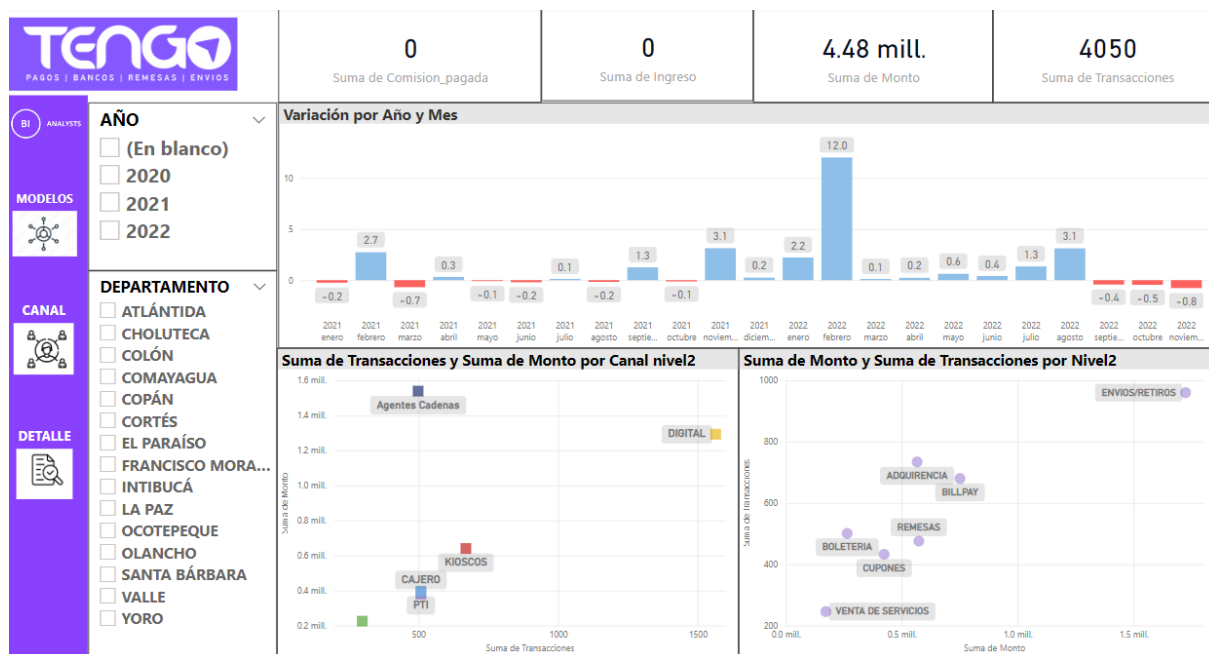 TENGO
PAGOS | BANCOS | REMESAS | ENVIOS
0
Suma de Comision_pagada
0
Suma de Ingreso
4.48 mill.
Suma de Monto
4050
Suma de Transacciones
BI ANALYSTS
MODELOS
CANAL
DETALLE
AÑO
(En blanco)
2020
2021
2022
DEPARTAMENTO
ATLÁNTIDA
CHOLUTECA
COLÓN
COMAYAGUA
COPÁN
CORTÉS
EL PARAÍSO
FRANCISCO MORA...
INTIBUCÁ
LA PAZ
OCOTEPEQUE
OLANCHO
SANTA BÁRBARA
VALLE
YORO
Variación por Año y Mes
10
5
0
-0.2
2.7
-0.7
0.3
-0.1
-0.2
0.1
-0.2
1.3
-0.1
3.1
0.2
2.2
12.0
0.1
0.2
0.6
0.4
1.3
3.1
-0.4
-0.5
-0.8
2021 enero
2021 febrero
2021 marzo
2021 abril
2021 mayo
2021 junio
2021 julio
2021 agosto
2021 septie...
2021 octubre
2021 noviem...
2021 diciem...
2022 enero
2022 febrero
2022 marzo
2022 abril
2022 mayo
2022 junio
2022 julio
2022 agosto
2022 septie...
2022 octubre
2022 noviem...
Suma de Transacciones y Suma de Monto por Canal nivel2
Suma de Monto
1.6 mill.
1.4 mill.
1.2 mill.
1.0 mill.
0.8 mill.
0.6 mill.
0.4 mill.
0.2 mill.
Agentes Cadenas
DIGITAL
KIOSCOS
CAJERO
PTI
500
1000
1500
Suma de Transacciones
Suma de Monto y Suma de Transacciones por Nivel2
Suma de Transacciones
1000
800
600
400
200
ENVIOS/RETIROS
ADQUIRENCIA
BILLPAY
REMESAS
BOLETERIA
CUPONES
VENTA DE SERVICIOS
0.0 mill.
0.5 mill.
1.0 mill.
1.5 mill.
Suma de Monto